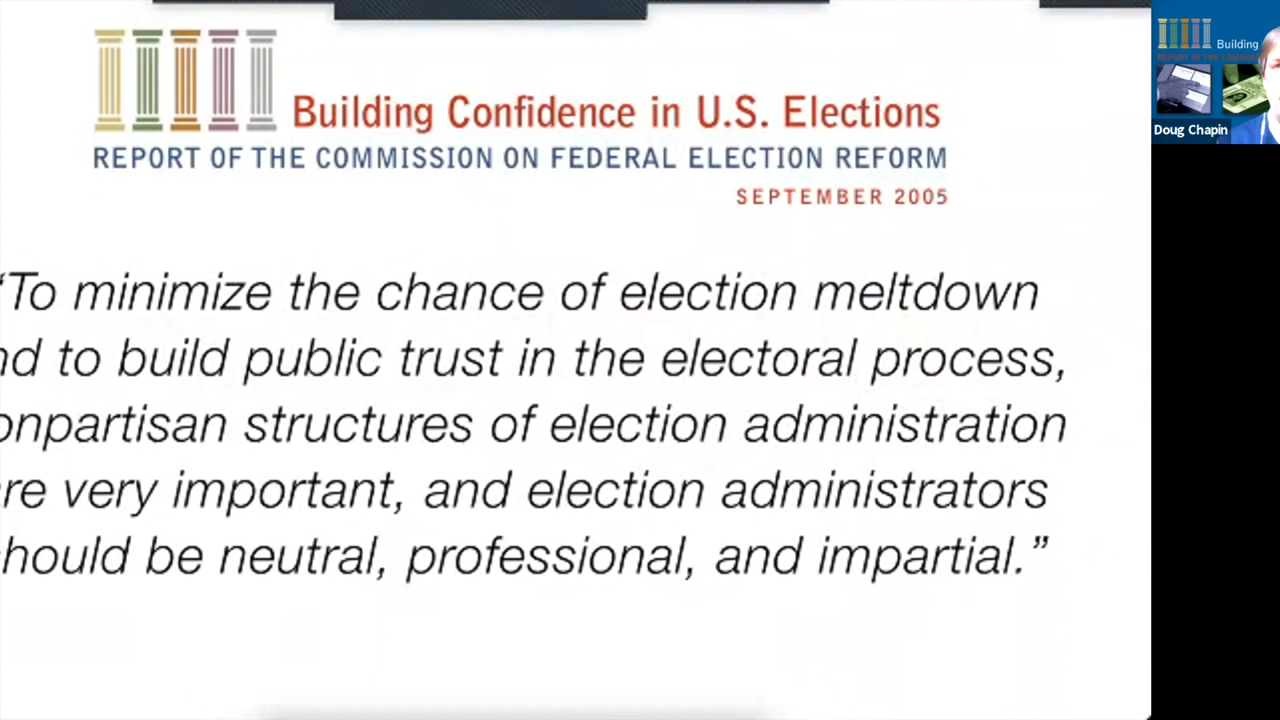 Building Confidence in U.S. Elections
REPORT OF THE COMMISSION ON FEDERAL ELECTION REFORM
SEPTEMBER 2005
“To minimize the chance of election meltdown
nd to build public trust in the electoral process,
onpartisan structures of election administration
re very important, and election administrators
hould be neutral, professional, and impartial.”
Building
Doug Chapin